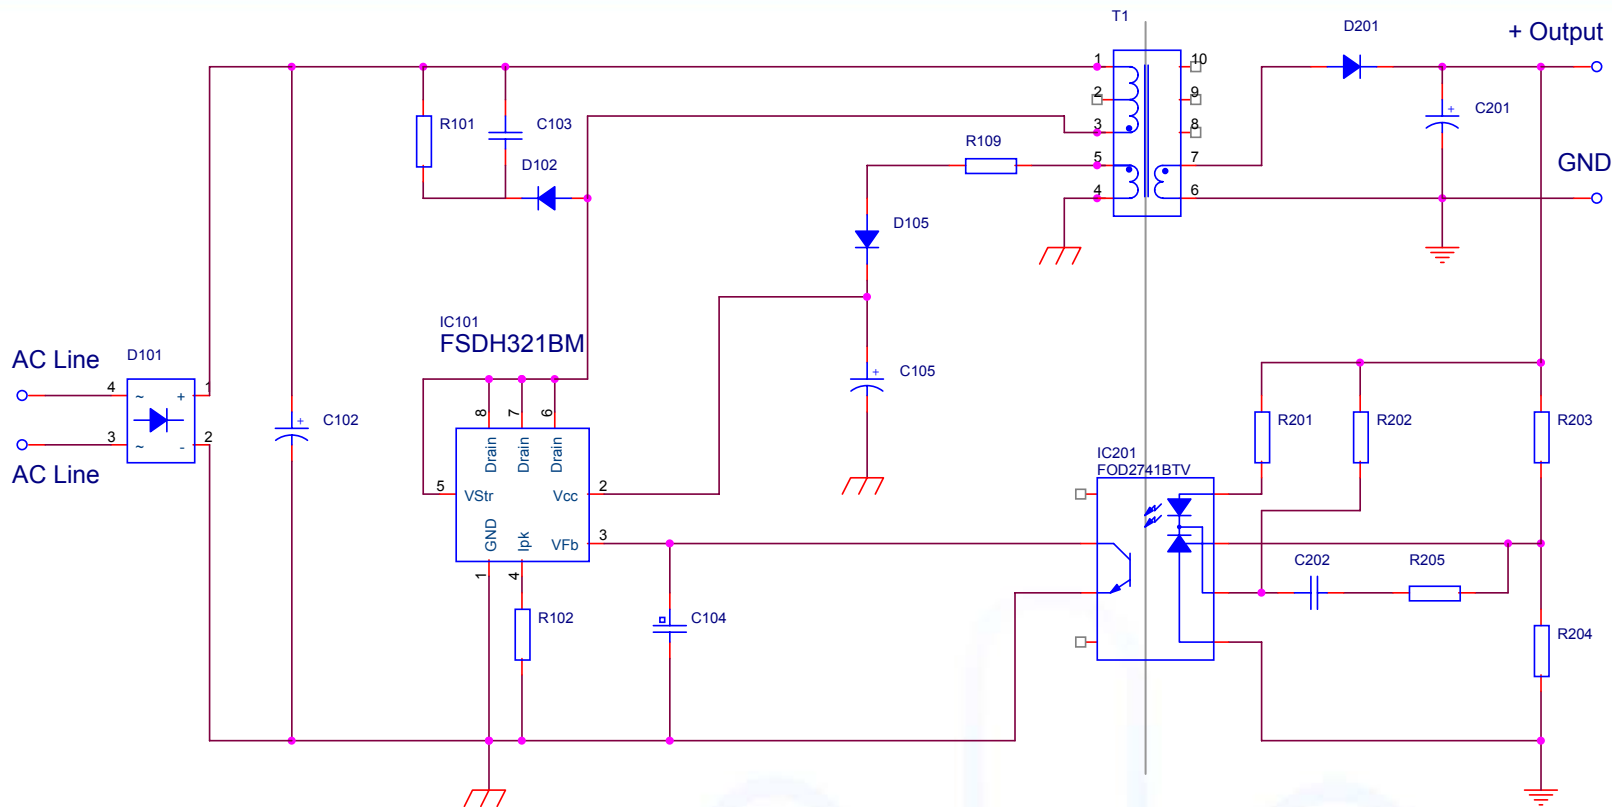 T1
D201
+ Output
1
10
2
9
C201
R101
C103
3
8
R109
D102
5
7
GND
4
6
D105
IC101
FSDH321BM
AC Line
D101
C105
4
~
+
1
8
7
6
C102
R201
R202
R203
3
~
-
2
Drain
Drain
Drain
IC201
FOD2741BTV
AC Line
5
VStr
Vcc
2
GND
Ipk
VFb
3
C202
R205
1
4
R102
C104
R204
+
+
+